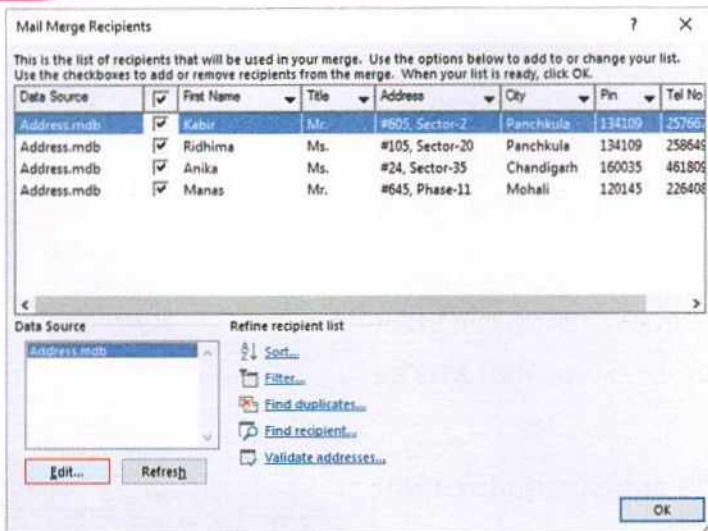 Mail Merge Recipients ? ×
This is the list of recipients that will be used in your merge. Use the options below to add to or change your list.
Use the checkboxes to add or remove recipients from the merge. When your list is ready, click OK.
Data Source First Name Title Address City Pin Tel No
Address.mdb Kabir Mr. #605, Sector-2 Panchkula 134109
Address.mdb Ridhima Ms. #105, Sector-20 Panchkula 134109 258649
Address.mdb Anika Ms. #24, Sector-35 Chandigarh 160035 461809
Address.mdb Manas Mr. #645, Phase-11 Mohali 120145 226408
Data Source Refine recipient list
Address.mdb
Sort...
Filter...
Find duplicates...
Find recipient...
Validate addresses...
Edit... Refresh
OK